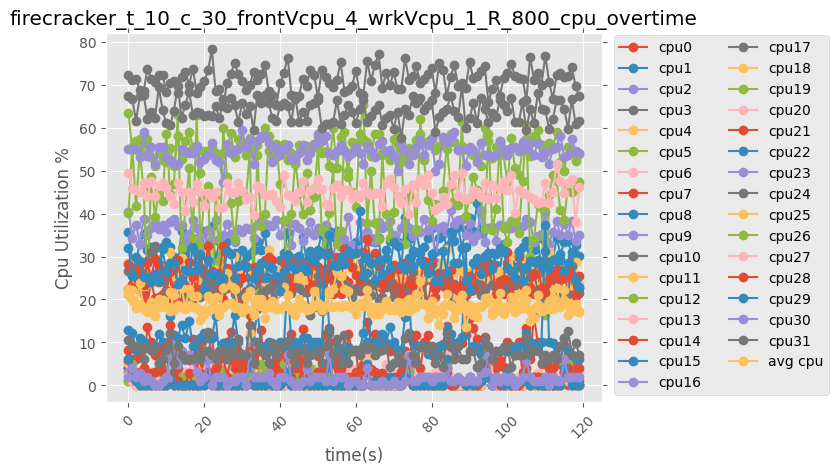 firecracker_t_10_c_30_frontVcpu_4_wrkVcpu_1_R_800_cpu_overtime
80
70
60
50
40
30
20
10
0
Cpu Utilization %
0 20 40 60 80 100 120
time(s)
cpu0
cpu1
cpu2
cpu3
cpu4
cpu5
cpu6
cpu7
cpu8
cpu9
cpu10
cpu11
cpu12
cpu13
cpu14
cpu15
cpu16
cpu17
cpu18
cpu19
cpu20
cpu21
cpu22
cpu23
cpu24
cpu25
cpu26
cpu27
cpu28
cpu29
cpu30
cpu31
avg cpu